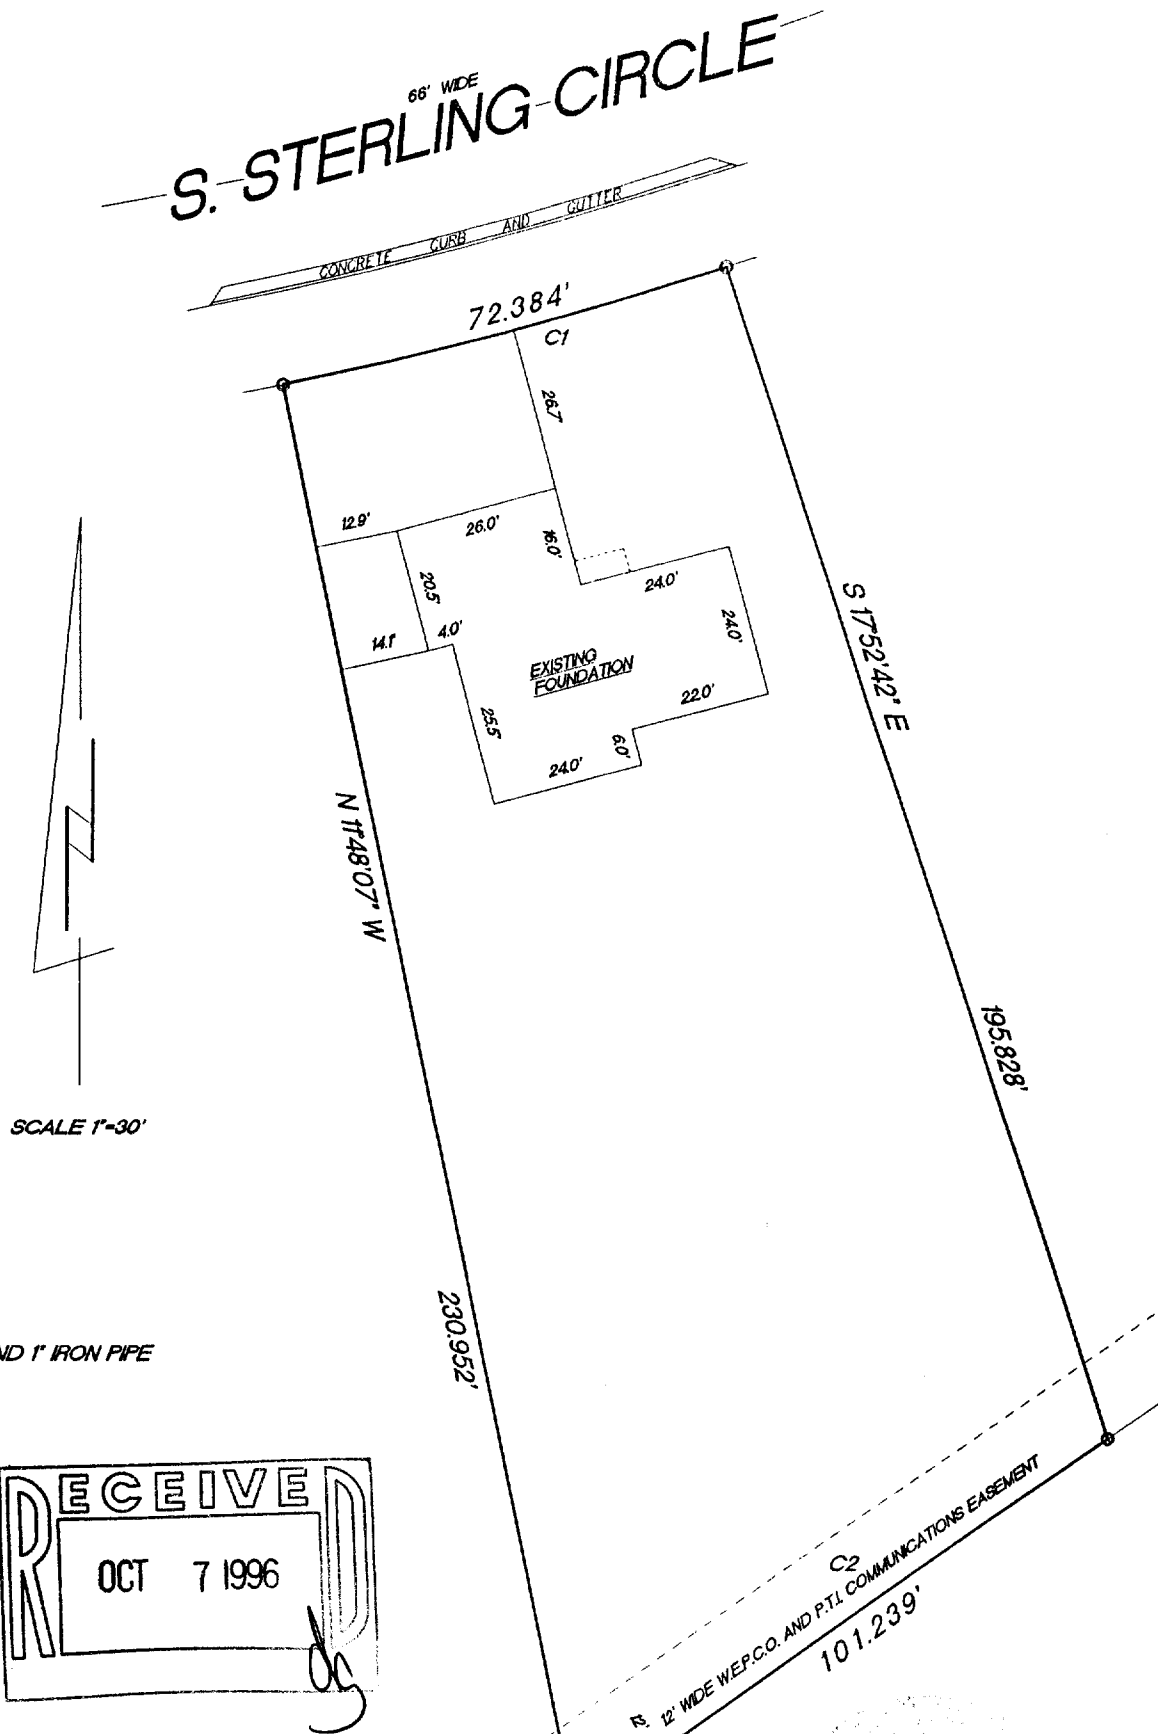 66' WIDE
S. STERLING CIRCLE
CONCRETE CURB AND GUTTER
72.384'
C1
26.7'
12.9'
26.0'
16.0'
20.5'
24.0'
14.1'
4.0'
24.0'
EXISTING
FOUNDATION
S 17°52'42" E
22.0'
25.5'
6.0'
24.0'
N 11°48'07" W
195.828'
SCALE 1"=30'
230.952'
ND 1" IRON PIPE
RECEIVED
OCT 7 1996
dg
C2
12' WIDE W.E.P.C.O. AND P.T.I. COMMUNICATIONS EASEMENT
101.239'
12'